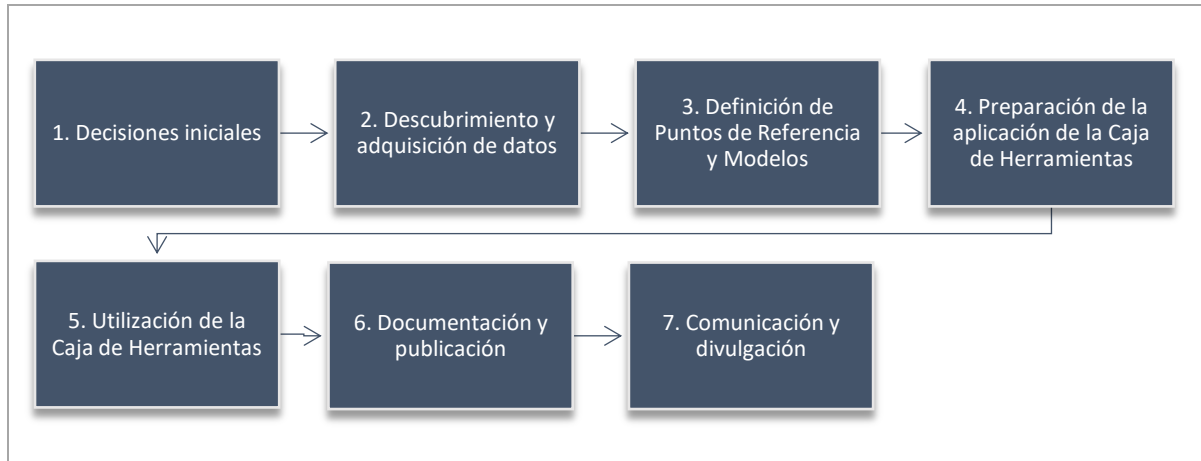 1. Decisiones iniciales
2. Descubrimiento y
adquisición de datos
3. Definición de
Puntos de Referencia
y Modelos
4. Preparación de la
aplicación de la Caja
de Herramientas
5. Utilización de la
Caja de Herramientas
6. Documentación y
publicación
7. Comunicación y
divulgación